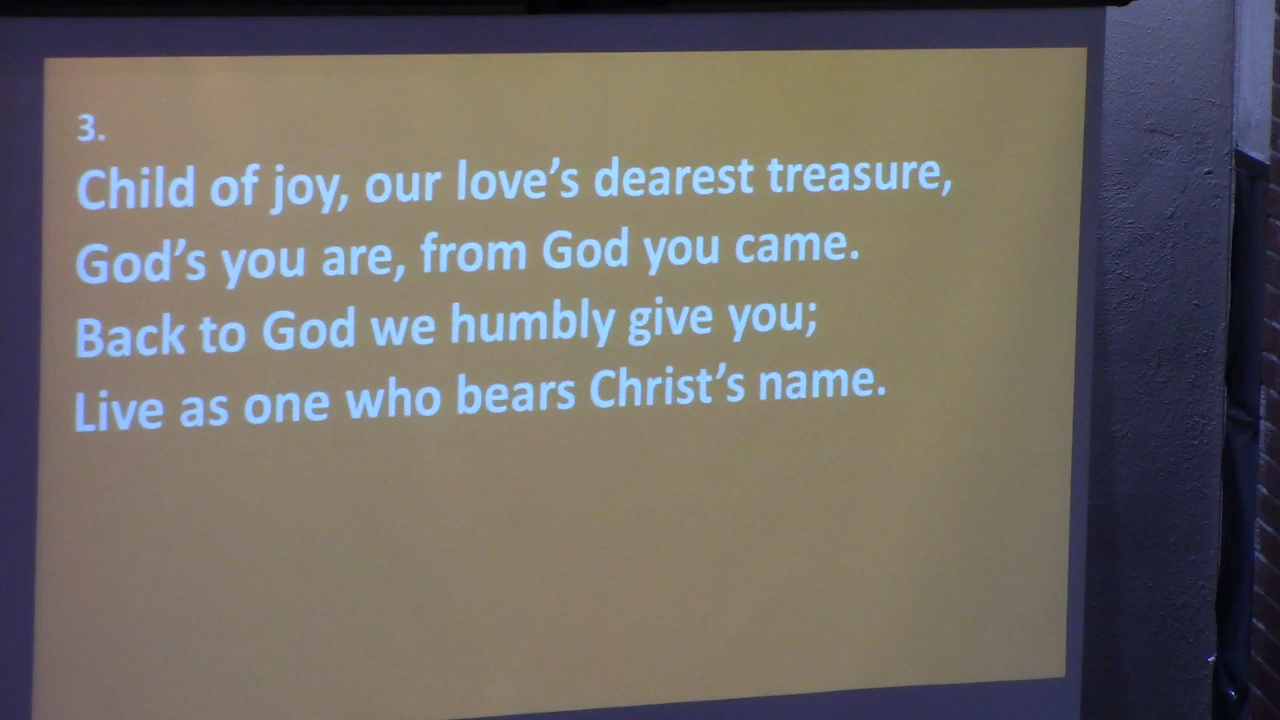 3.
Child of joy, our love’s dearest treasure,
God’s you are, from God you came.
Back to God we humbly give you;
Live as one who bears Christ’s name.